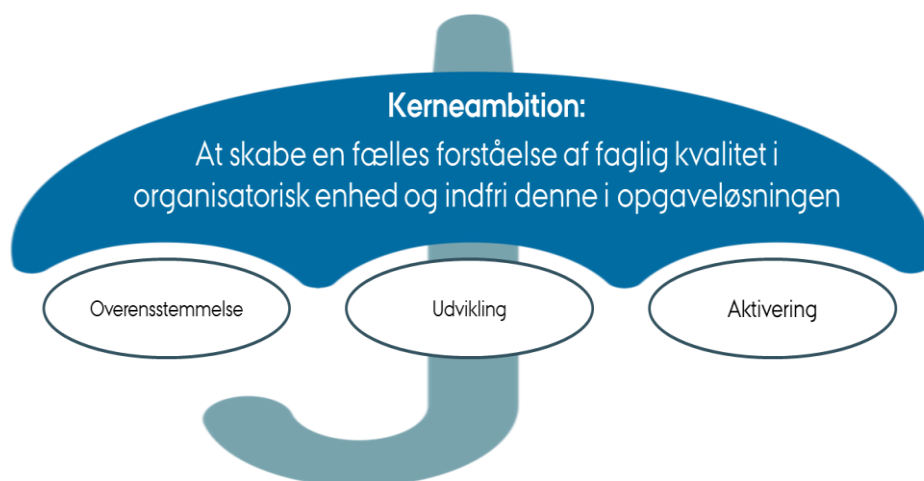 Kerneambition:
At skabe en fælles forståelse af faglig kvalitet i
organisatorisk enhed og indfri denne i opgaveløsningen
Overensstemmelse
Udvikling
Aktivering